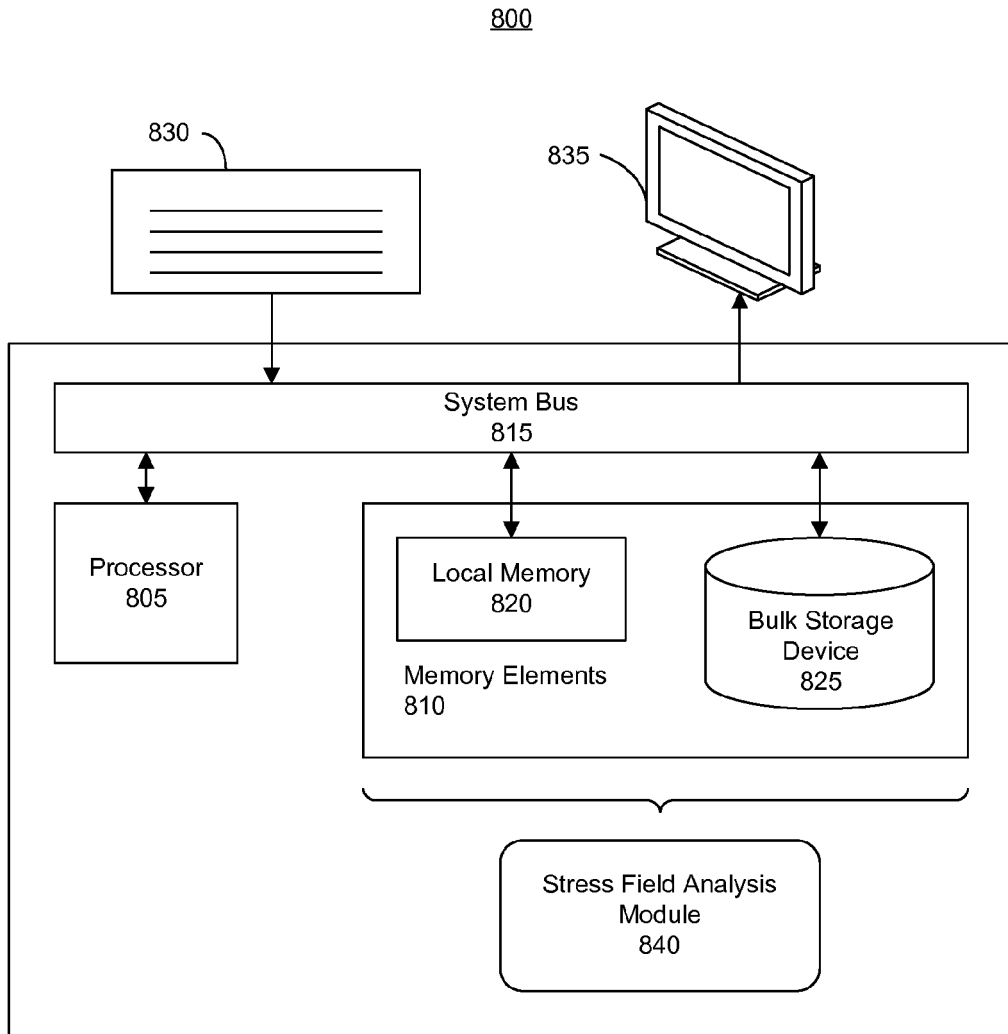 800
830
835
System Bus
815
Processor
805
Local Memory
820
Memory Elements
810
Bulk Storage
Device
825
Stress Field Analysis
Module
840